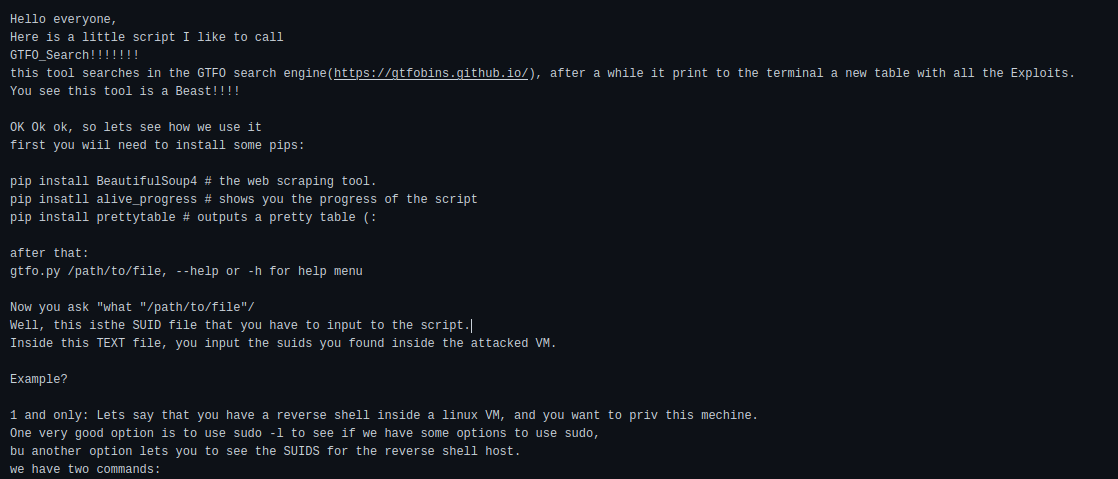 Hello everyone,
Here is a little script I like to call
GTFO_Search!!!!!!!
this tool searches in the GTFO search engine(https://gtfobins.github.io/), after a while it print to the terminal a new table with all the Exploits.
You see this tool is a Beast!!!!
OK Ok ok, so lets see how we use it
first you wiil need to install some pips:
pip install BeautifulSoup4 # the web scraping tool.
pip insatll alive_progress # shows you the progress of the script
pip install prettytable # outputs a pretty table (:
after that:
gtfo.py /path/to/file, --help or -h for help menu
Now you ask "what "/path/to/file"/
Well, this isthe SUID file that you have to input to the script.
Inside this TEXT file, you input the suids you found inside the attacked VM.
Example?
1 and only: Lets say that you have a reverse shell inside a linux VM, and you want to priv this mechine.
One very good option is to use sudo -l to see if we have some options to use sudo,
bu another option lets you to see the SUIDS for the reverse shell host.
we have two commands: